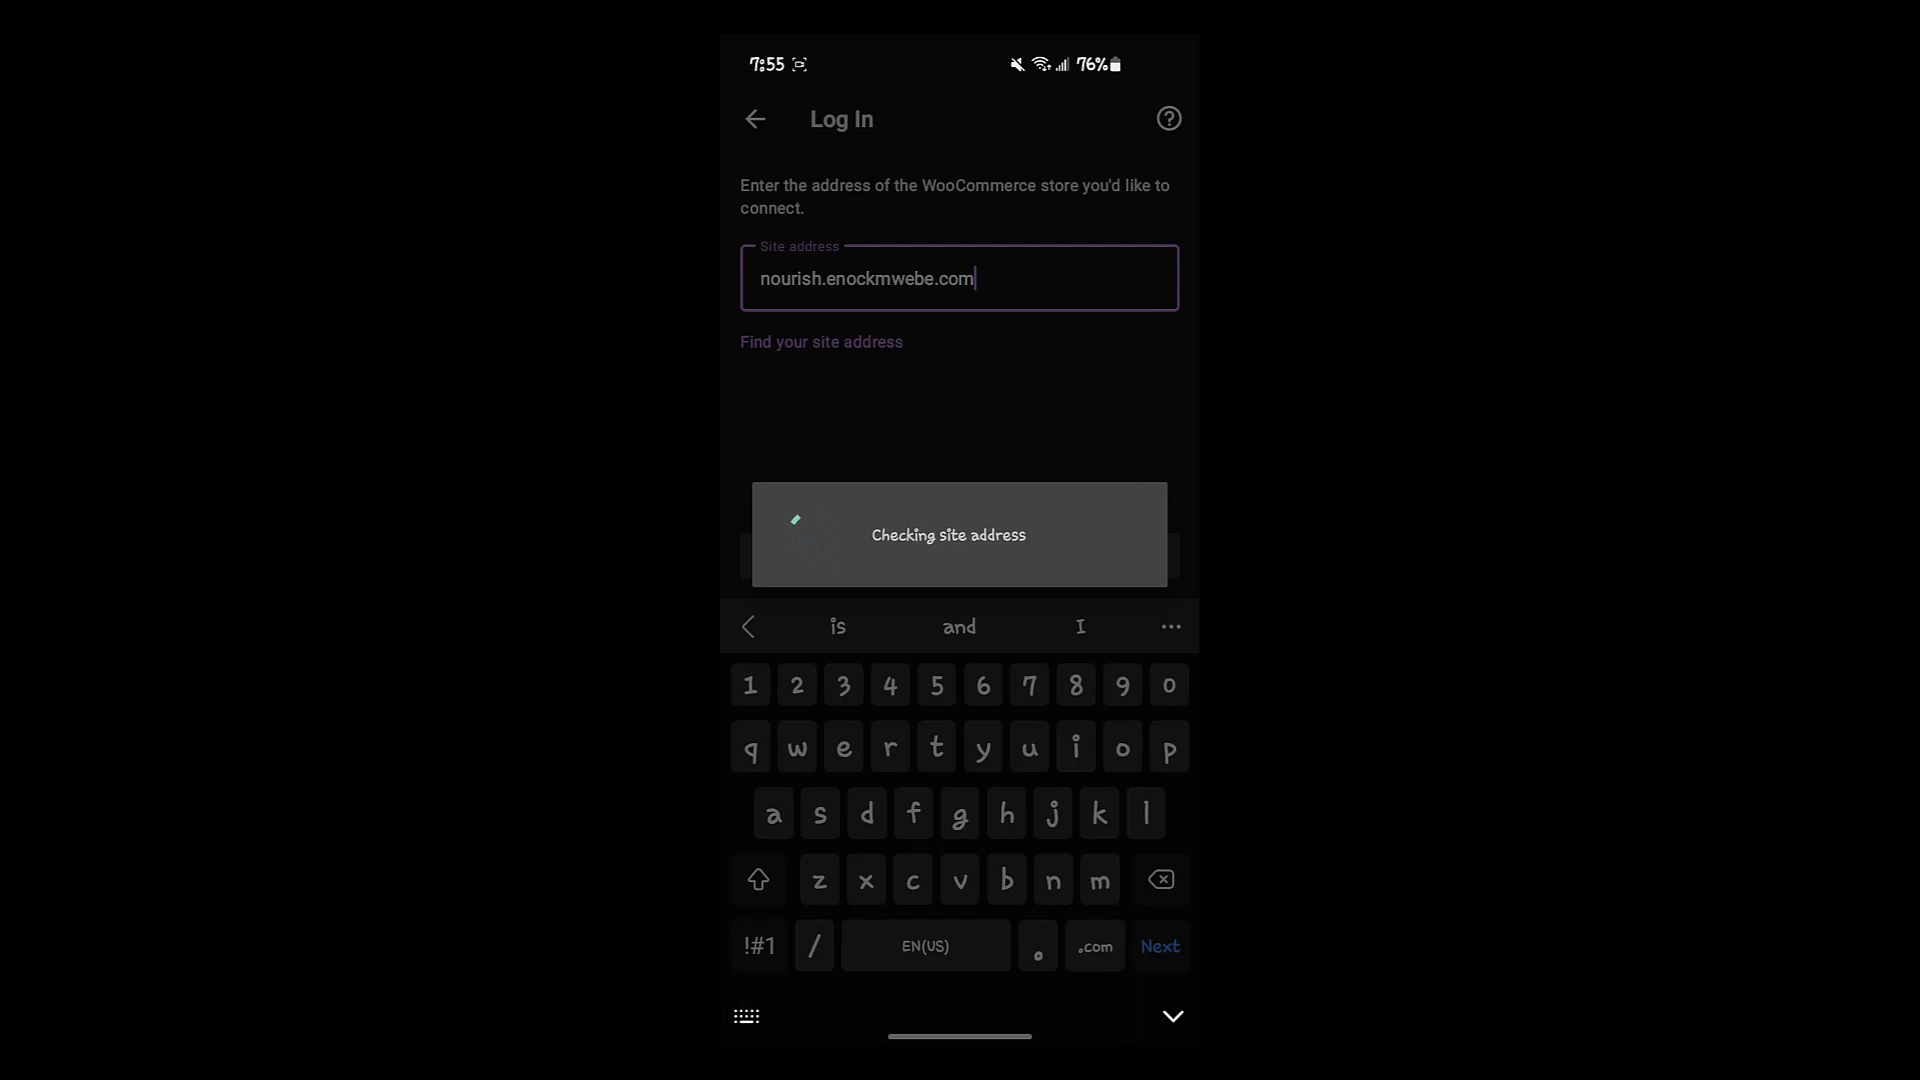 7:55 76%
Log In
Enter the address of the WooCommerce store you'd like to
connect.
Site address
nourish.enockmwebe.com
Find your site address
Checking site address
is and I
1 2 3 4 5 6 7 8 9 0
q w e r t y u i o p
a s d f g h j k l
z x c v b n m
!#1 / EN(US) . .com Next